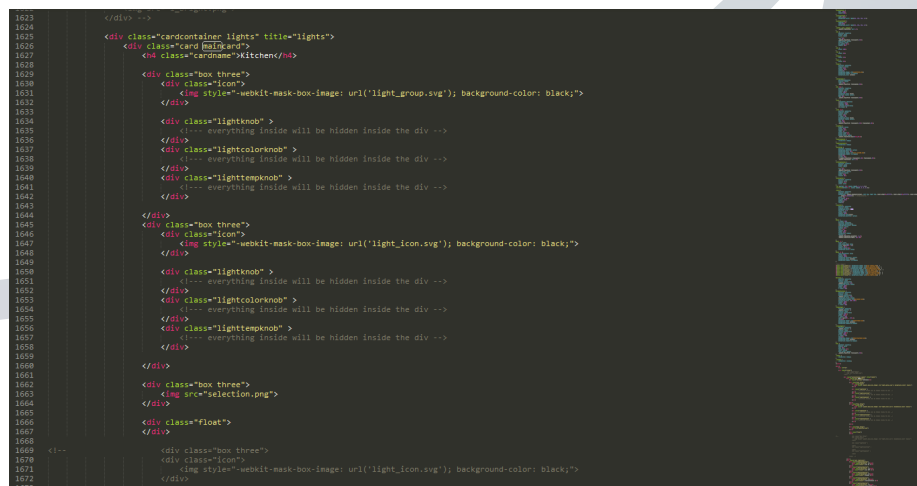 1623 </div> -->
1624
1625 <div class="cardcontainer lights" title="lights">
1626 <div class="card maincard">
1627 <h4 class="cardname">Kitchen</h4>
1628
1629 <div class="box three">
1630 <div class="icon">
1631 <img style="-webkit-mask-box-image: url('light_group.svg'); background-color: black;">
1632 </div>
1633
1634 <div class="lightknob" >
1635 <!--- everything inside will be hidden inside the div -->
1636 </div>
1637 <div class="lightcolorknob" >
1638 <!--- everything inside will be hidden inside the div -->
1639 </div>
1640 <div class="lighttempknob" >
1641 <!--- everything inside will be hidden inside the div -->
1642 </div>
1643
1644 </div>
1645 <div class="box three">
1646 <div class="icon">
1647 <img style="-webkit-mask-box-image: url('light_icon.svg'); background-color: black;">
1648 </div>
1649
1650 <div class="lightknob" >
1651 <!--- everything inside will be hidden inside the div -->
1652 </div>
1653 <div class="lightcolorknob" >
1654 <!--- everything inside will be hidden inside the div -->
1655 </div>
1656 <div class="lighttempknob" >
1657 <!--- everything inside will be hidden inside the div -->
1658 </div>
1659
1660 </div>
1661
1662 <div class="box three">
1663 <img src="selection.png">
1664 </div>
1665
1666 <div class="float">
1667 </div>
1668
1669 <!-- <div class="box three">
1670 <div class="icon">
1671 <img style="-webkit-mask-box-image: url('light_icon.svg'); background-color: black;">
1672 </div>